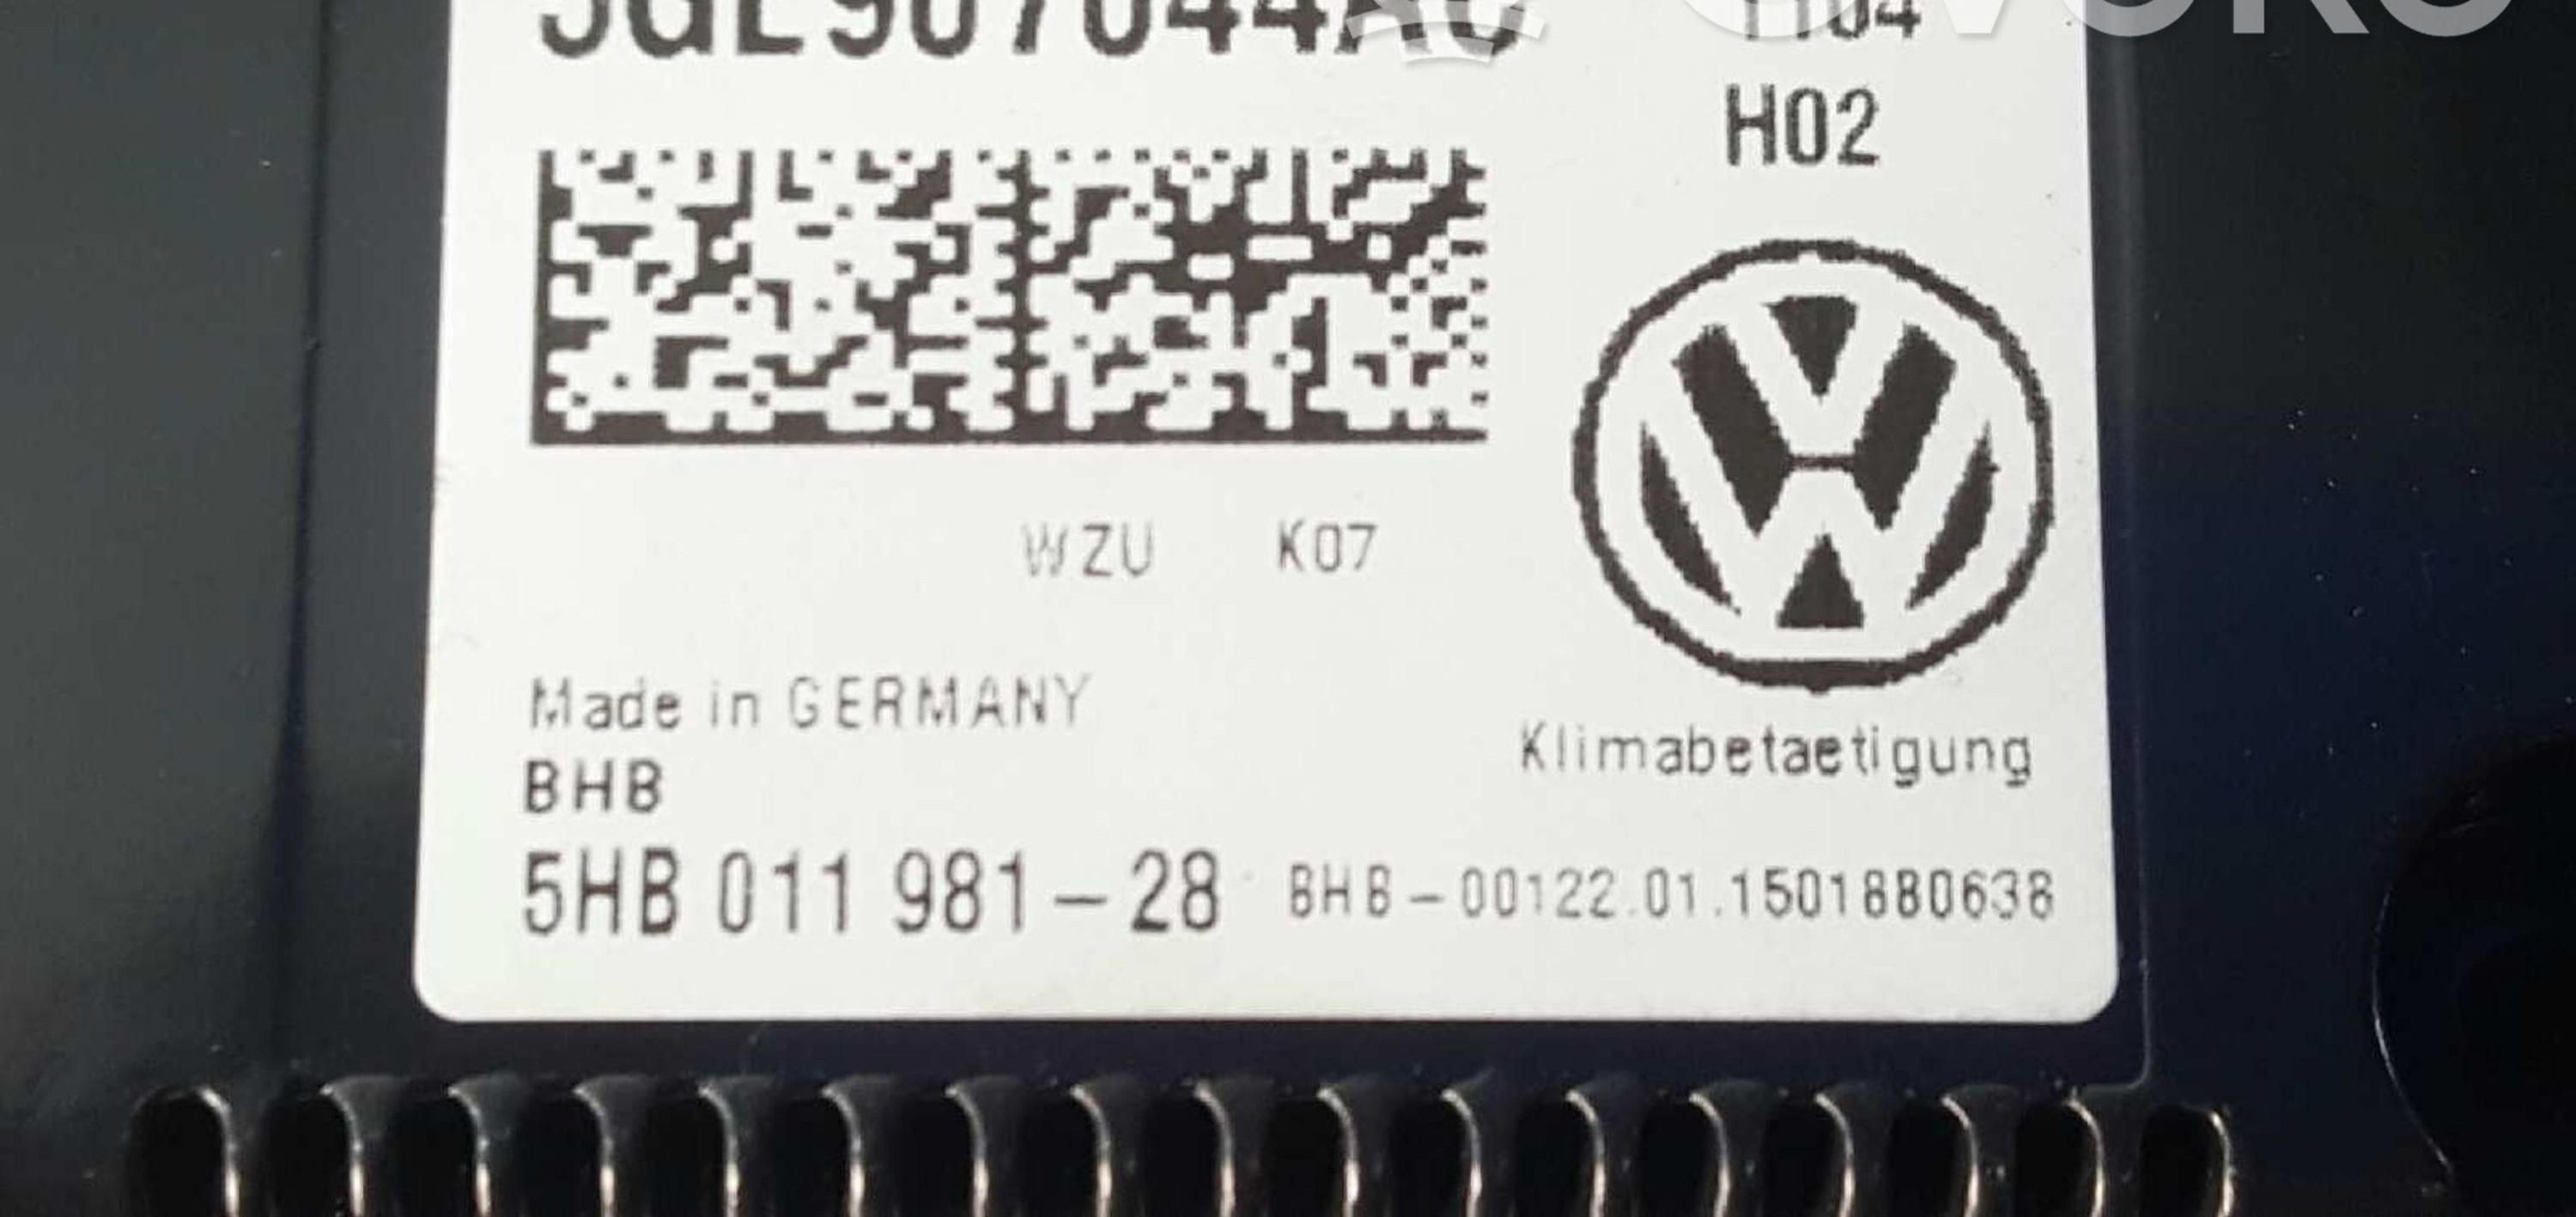 H02
WZU K07
Made in GERMANY
BHB
Klimabetaetigung
5HB 011 981-28 BHB-00122.01.1501880638